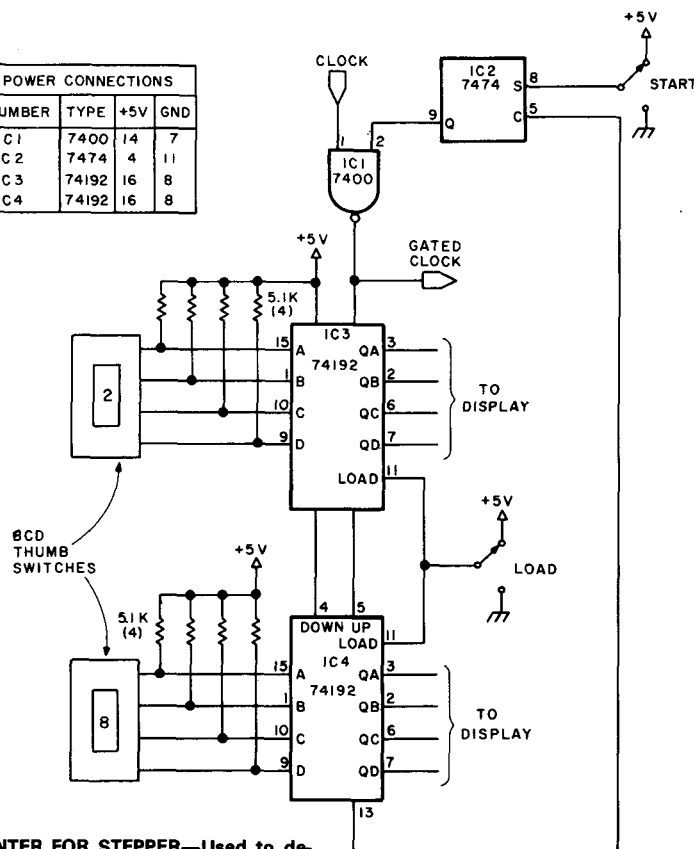 POWER CONNECTIONS
UMBER TYPE +5V GND
C1 7400 14 7
C2 7474 4 11
C3 74192 16 8
C4 74192 16 8
CLOCK
+5V
IC2
7474
S 8
START
C 5
9 Q
1 2
IC1
7400
+5V
GATED
CLOCK
5.1K
(4)
IC3
74192
15 A QA 3
1 B QB 2
10 C QC 6
9 D QD 7
LOAD 11
TO
DISPLAY
2
BCD
THUMB
SWITCHES
+5V
LOAD
+5V
4 5
DOWN UP
LOAD 11
5.1K
(4)
IC4
74192
15 A QA 3
1 B QB 2
10 C QC 6
9 D QD 7
TO
DISPLAY
8
13
NTER FOR STEPPER—Used to de-